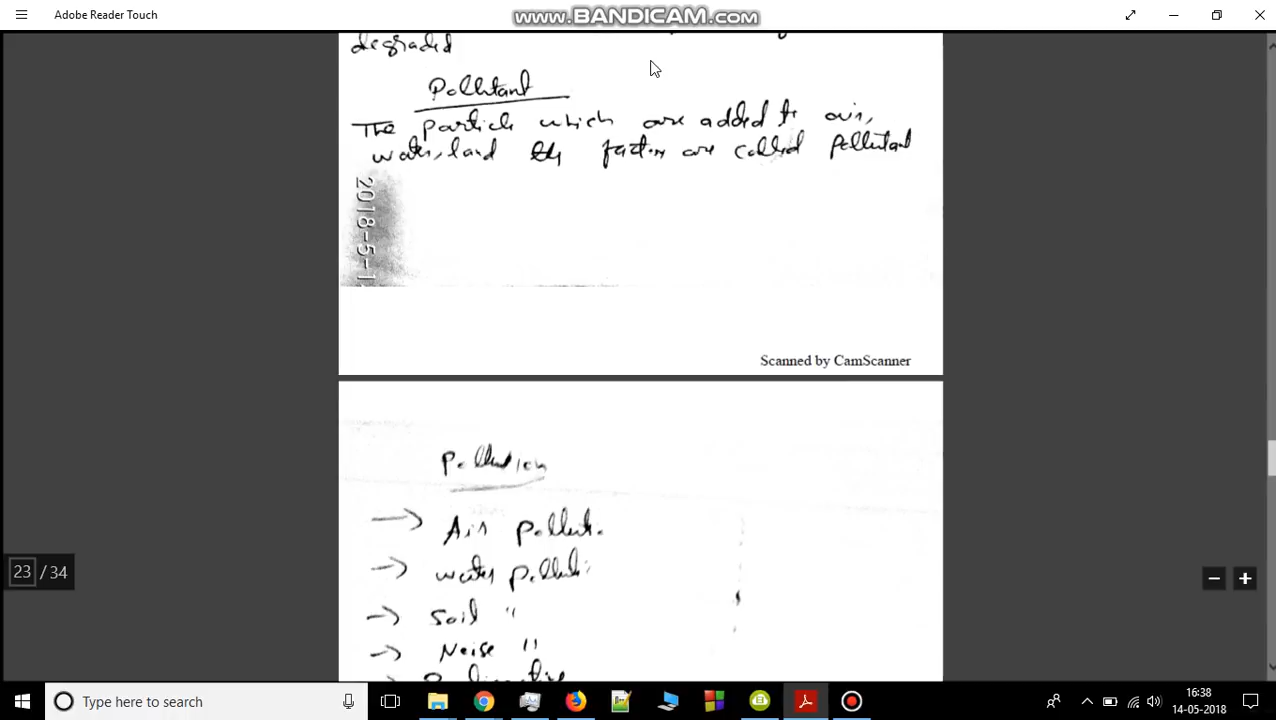 Adobe Reader Touch
www.BANDICAM.com
degraded
Pollutant
The particle which are added to air,
water, land factors are called Pollutant
2018-5-1
Scanned by CamScanner
Pollution
→ Air pollut.
→ water pollut
→ Soil "
→ Noise "
23 / 34
Type here to search
16:38
14-05-2018